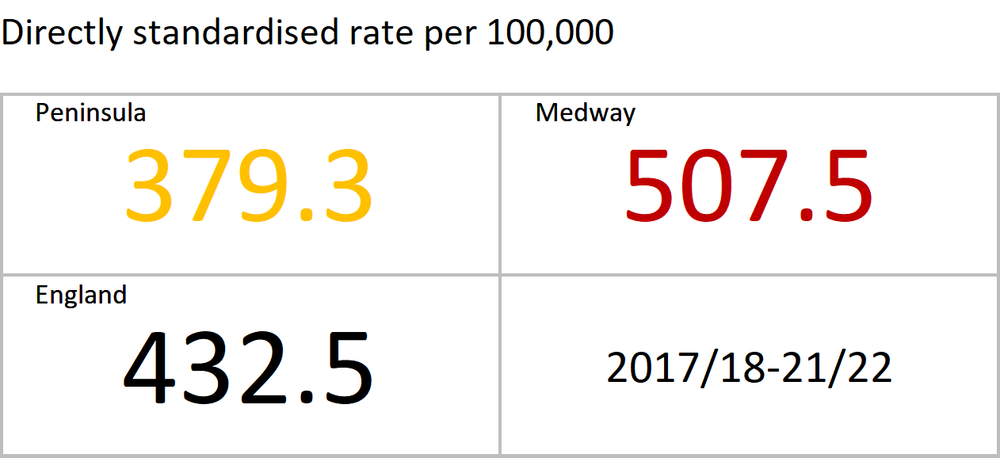 Directly standardised rate per 100,000
Peninsula
379.3
Medway
507.5
England
432.5
2017/18-21/22